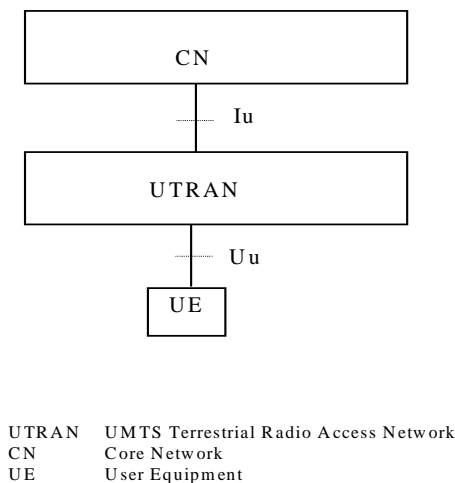 CN
Iu
UTRAN
Uu
UE
UTRAN UMTS Terrestrial Radio Access Network
CN Core Network
UE User Equipment